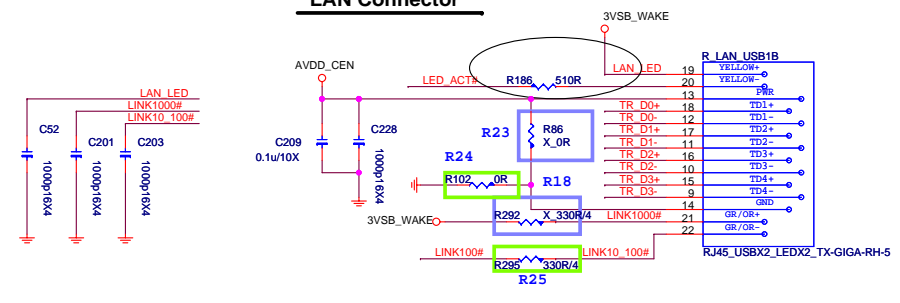 LAN Connector
3VSB_WAKE
R_LAN_USB1B
AVDD_CEN
LED_ACT#
R186
510R
LAN_LED
19
YELLOW+
20
YELLOW-
13
PWR
TR_D0+
18
TD1+
TR_D0-
12
TD1-
TR_D1+
17
TD2+
TR_D1-
11
TD2-
TR_D2+
16
TD3+
TR_D2-
10
TD3-
TR_D3+
15
TD4+
TR_D3-
9
TD4-
14
GND
LINK1000#
21
GR/OR+
22
GR/OR-
RJ45_USBX2_LEDX2_TX-GIGA-RH-5
LAN_LED
LINK1000#
LINK10_100#
C52
C201
C203
1000p16X4
1000p16X4
1000p16X4
C209
0.1u/10X
C228
1000p16X4
R23
R86
X_0R
R24
R102
0R
R18
3VSB_WAKE
R292
X_330R/4
LINK100#
R295
330R/4
LINK10_100#
R25